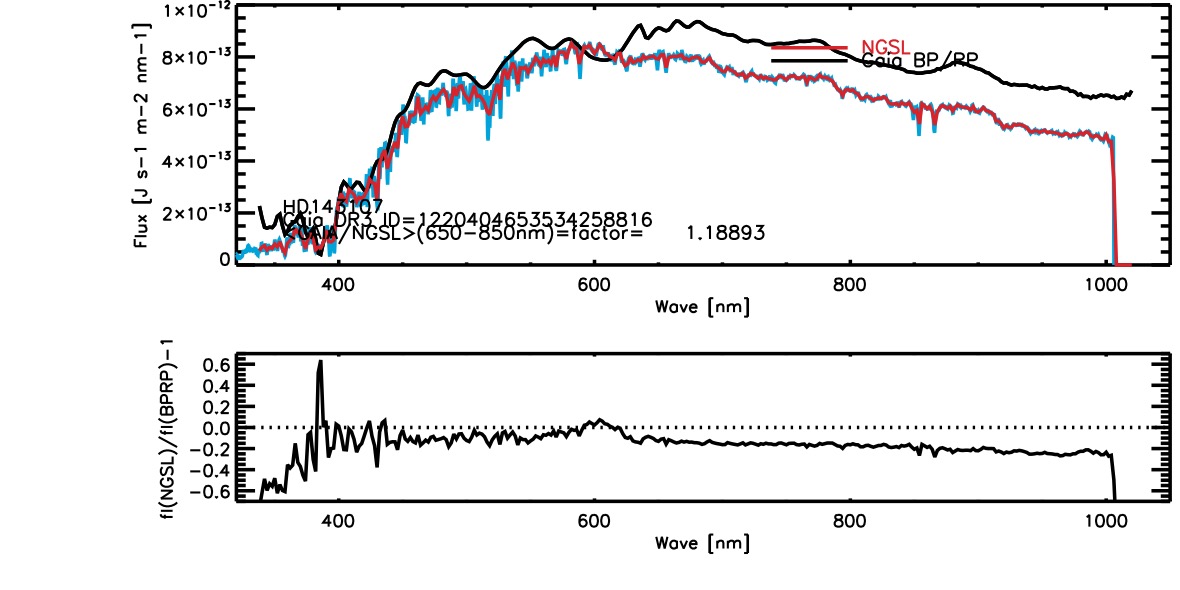 1×10−12
8×10−13
6×10−13
4×10−13
2×10−13
0
Flux [J s−1 m−2 nm−1]
NGSL
Gaia BP/RP
HD143107
Gaia DR3 ID=1220404653534258816
<GAIA/NGSL>(650−850nm)=factor= 1.18893
400 600 800 1000
Wave [nm]
fl(NGSL)/fl(BPRP)−1
0.6
0.4
0.2
0.0
−0.2
−0.4
−0.6
400 600 800 1000
Wave [nm]